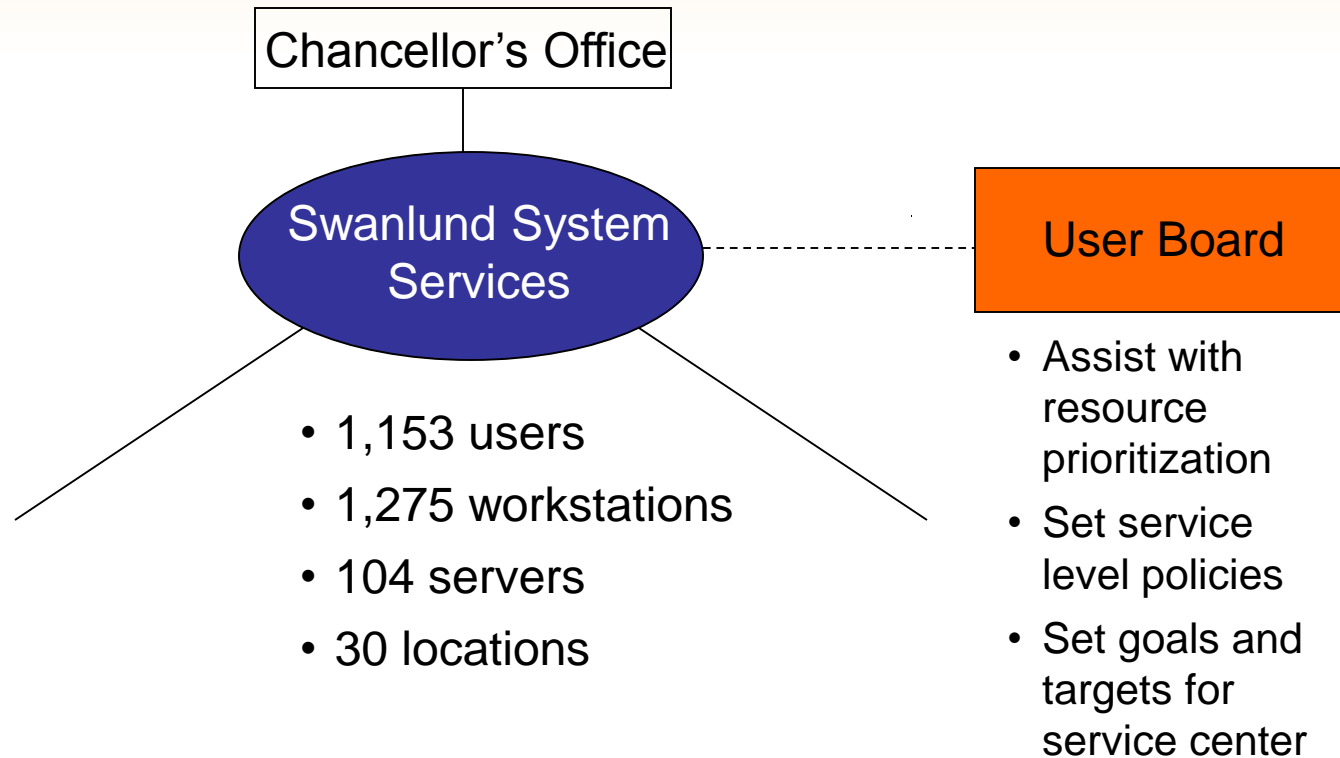 Chancellor’s Office
Swanlund System
Services
User Board
• 1,153 users
• 1,275 workstations
• 104 servers
• 30 locations
• Assist with
resource
prioritization
• Set service
level policies
• Set goals and
targets for
service center